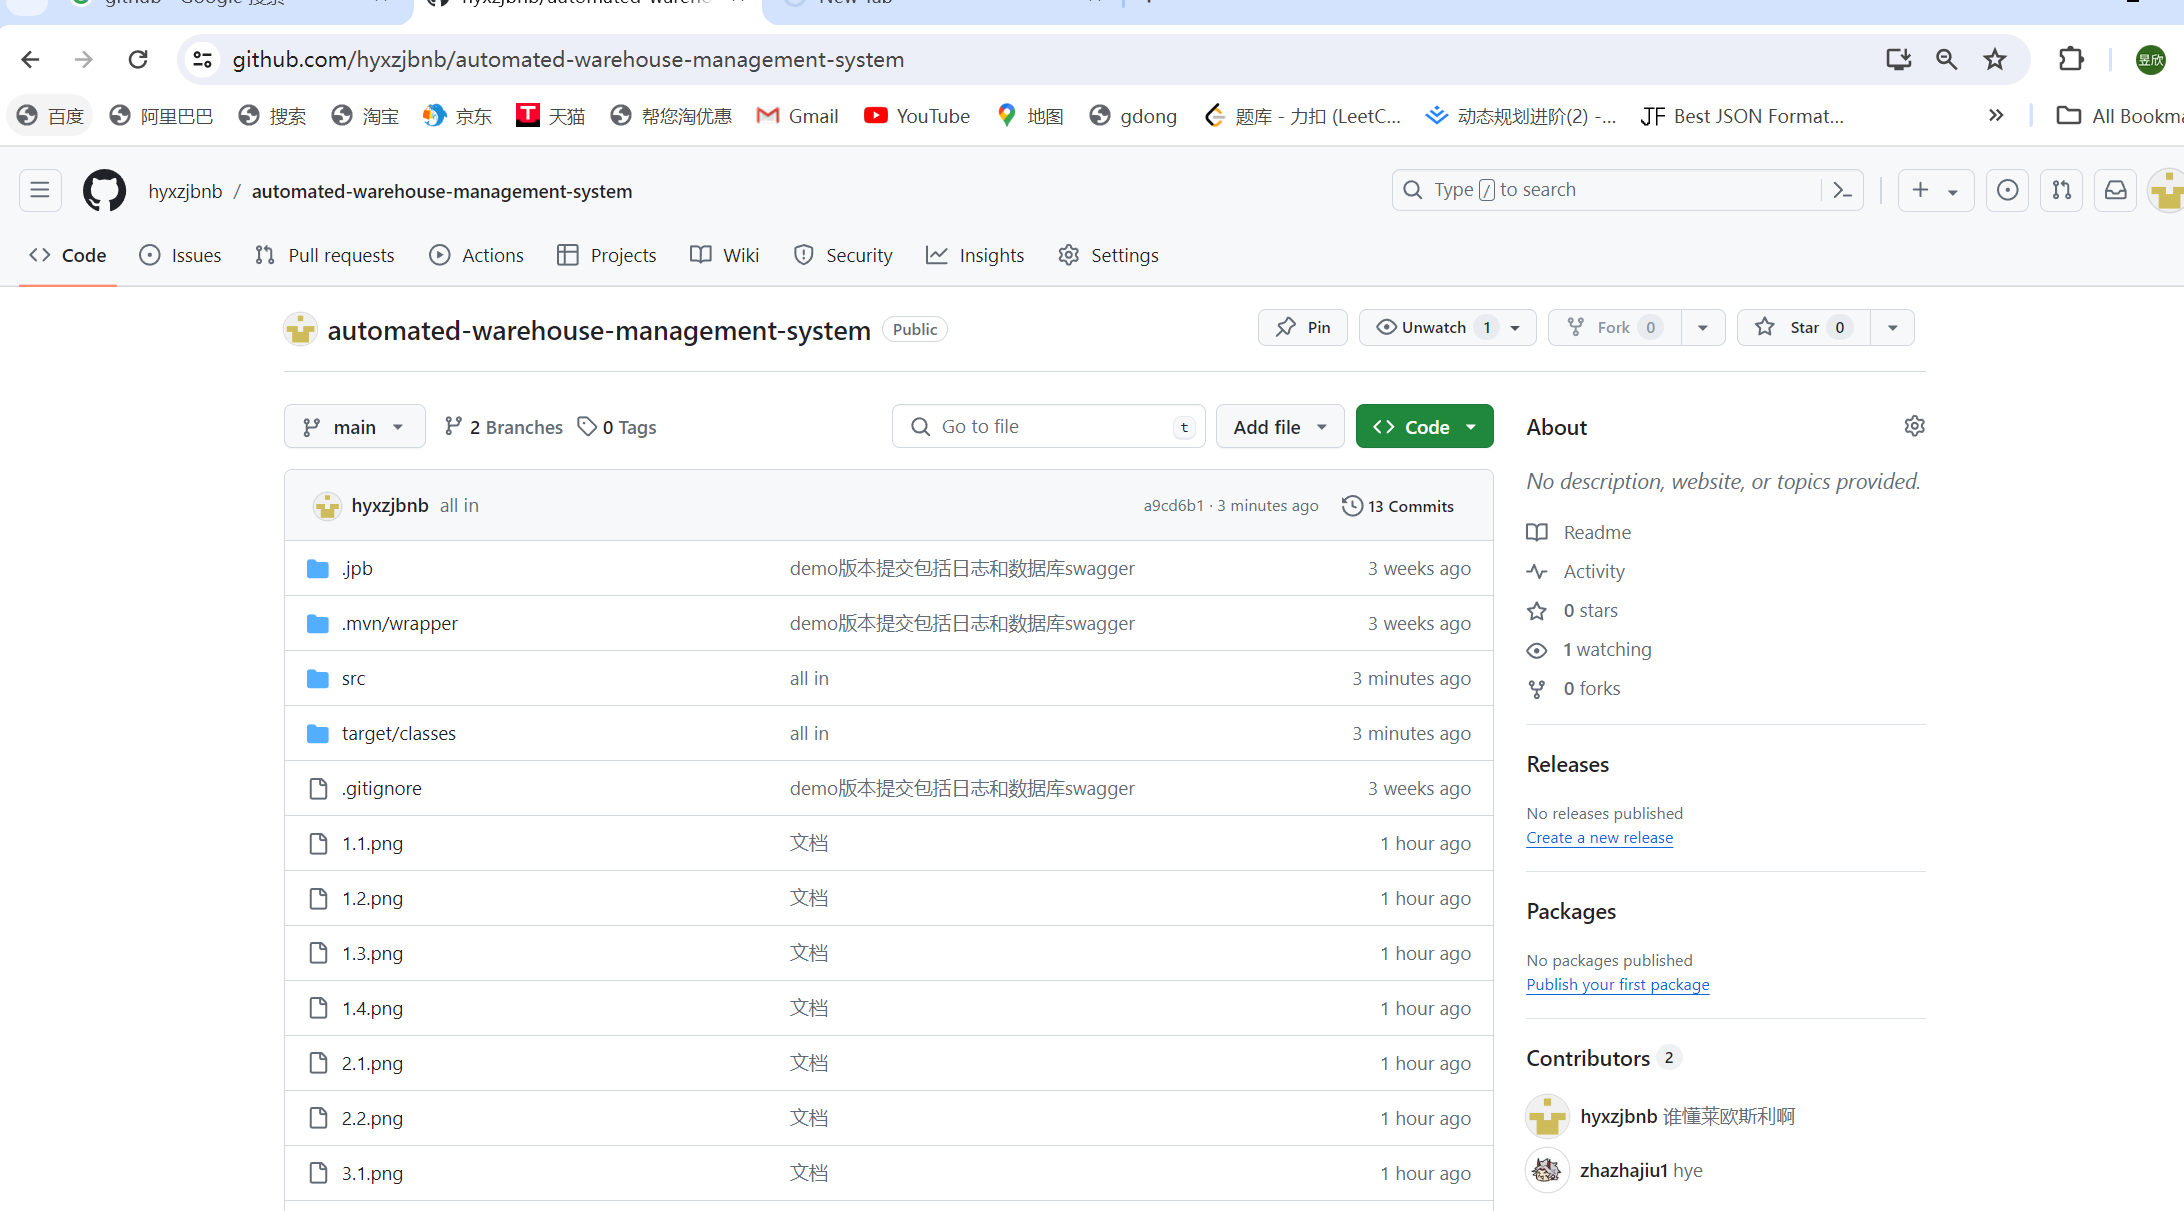 github - Google 搜索
hyxzjbnb/automated-wareho
New Tab
github.com/hyxzjbnb/automated-warehouse-management-system
昱欣
百度 阿里巴巴 搜索 淘宝 京东 天猫 帮您淘优惠 Gmail YouTube 地图 gdong 题库 - 力扣 (LeetC... 动态规划进阶(2) -... JF Best JSON Format... » All Bookma
hyxzjbnb / automated-warehouse-management-system
Type / to search
Code Issues Pull requests Actions Projects Wiki Security Insights Settings
automated-warehouse-management-system Public
Pin Unwatch 1 Fork 0 Star 0
main 2 Branches 0 Tags
Go to file t Add file Code
hyxzjbnb all in a9cd6b1 · 3 minutes ago 13 Commits
.jpb demo版本提交包括日志和数据库swagger 3 weeks ago
.mvn/wrapper demo版本提交包括日志和数据库swagger 3 weeks ago
src all in 3 minutes ago
target/classes all in 3 minutes ago
.gitignore demo版本提交包括日志和数据库swagger 3 weeks ago
1.1.png 文档 1 hour ago
1.2.png 文档 1 hour ago
1.3.png 文档 1 hour ago
1.4.png 文档 1 hour ago
2.1.png 文档 1 hour ago
2.2.png 文档 1 hour ago
3.1.png 文档 1 hour ago
About
No description, website, or topics provided.
Readme
Activity
0 stars
1 watching
0 forks
Releases
No releases published
Create a new release
Packages
No packages published
Publish your first package
Contributors 2
hyxzjbnb 谁懂莱欧斯利啊
zhazhajiu1 hye